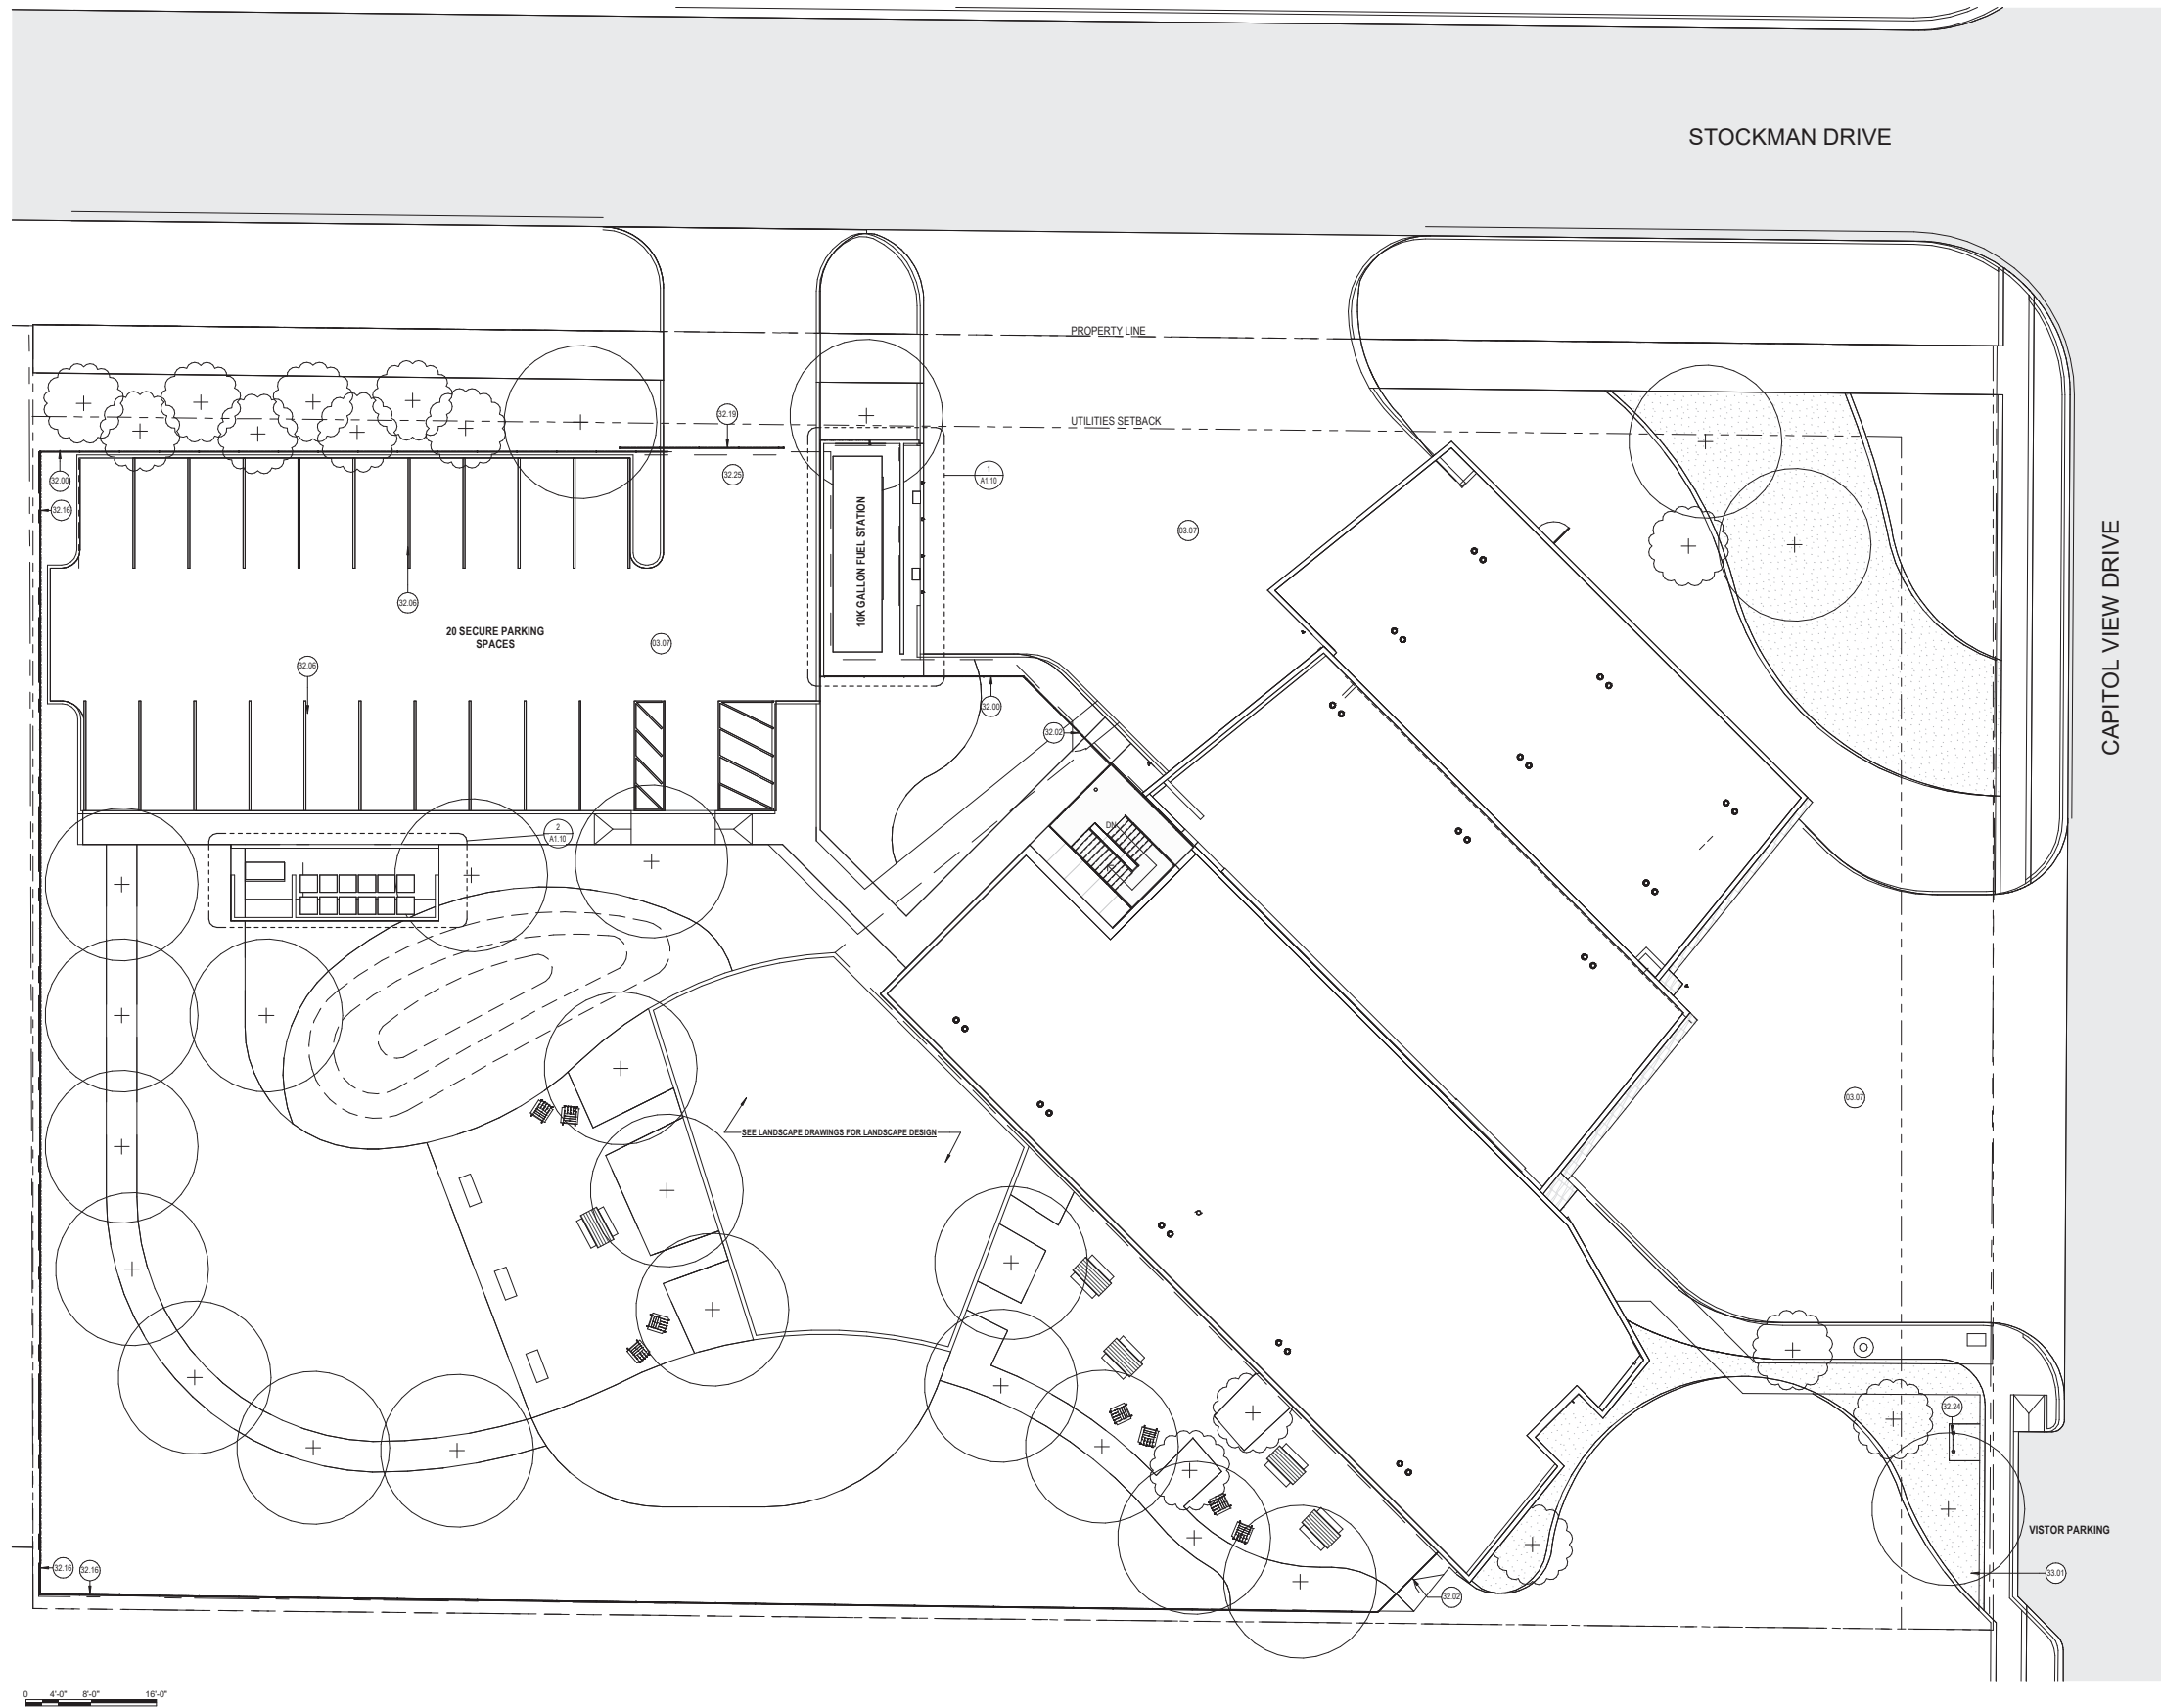 STOCKMAN DRIVE
PROPERTY LINE
32.19
UTILITIES SETBACK
32.00
32.25
1
A1.10
32.16
10K GALLON FUEL STATION
03.07
CAPITOL VIEW DRIVE
32.06
20 SECURE PARKING
SPACES
03.07
32.06
32.00
32.02
DN
2
A1.10
03.07
SEE LANDSCAPE DRAWINGS FOR LANDSCAPE DESIGN
32.24
VISTOR PARKING
32.16
32.16
33.01
32.02
0 4'-0" 8'-0" 16'-0"